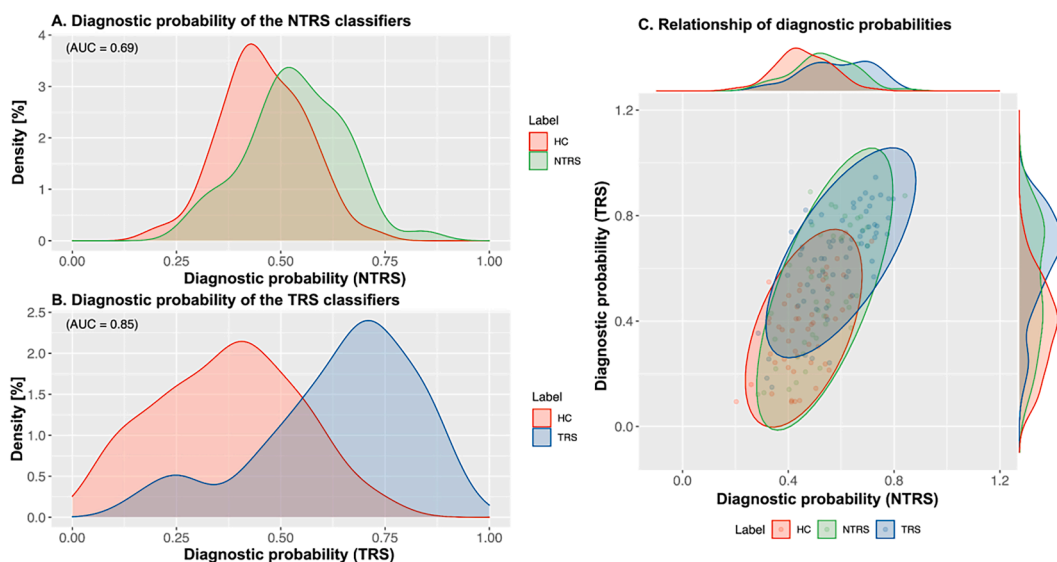 A. Diagnostic probability of the NTRS classifiers
(AUC = 0.69)
4
3
2
1
0
Density [%]
0.00 0.25 0.50 0.75 1.00
Diagnostic probability (NTRS)
Label
HC
NTRS
B. Diagnostic probability of the TRS classifiers
(AUC = 0.85)
2.5
2.0
1.5
1.0
0.5
0.0
Density [%]
0.00 0.25 0.50 0.75 1.00
Diagnostic probability (TRS)
Label
HC
TRS
C. Relationship of diagnostic probabilities
1.2
0.8
0.4
0.0
Diagnostic probability (TRS)
0.0 0.4 0.8 1.2
Diagnostic probability (NTRS)
Label HC NTRS TRS